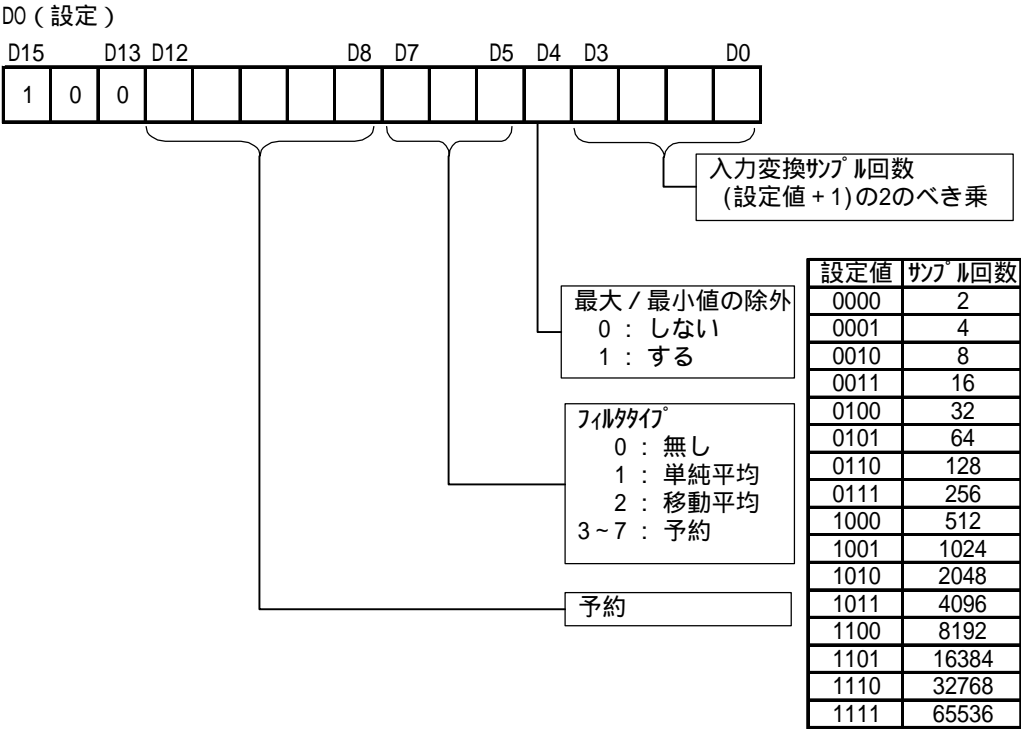 DO（設定）
D15 D13 D12 D8 D7 D5 D4 D3 D0
1 0 0
入力変換ｻﾝﾌﾟﾙ回数
(設定値＋1)の2のべき乗
最大／最小値の除外
0：しない
1：する
ﾌｨﾙﾀﾀｲﾌﾟ
0：無し
1：単純平均
2：移動平均
3～7：予約
予約
設定値 ｻﾝﾌﾟﾙ回数
0000 2
0001 4
0010 8
0011 16
0100 32
0101 64
0110 128
0111 256
1000 512
1001 1024
1010 2048
1011 4096
1100 8192
1101 16384
1110 32768
1111 65536